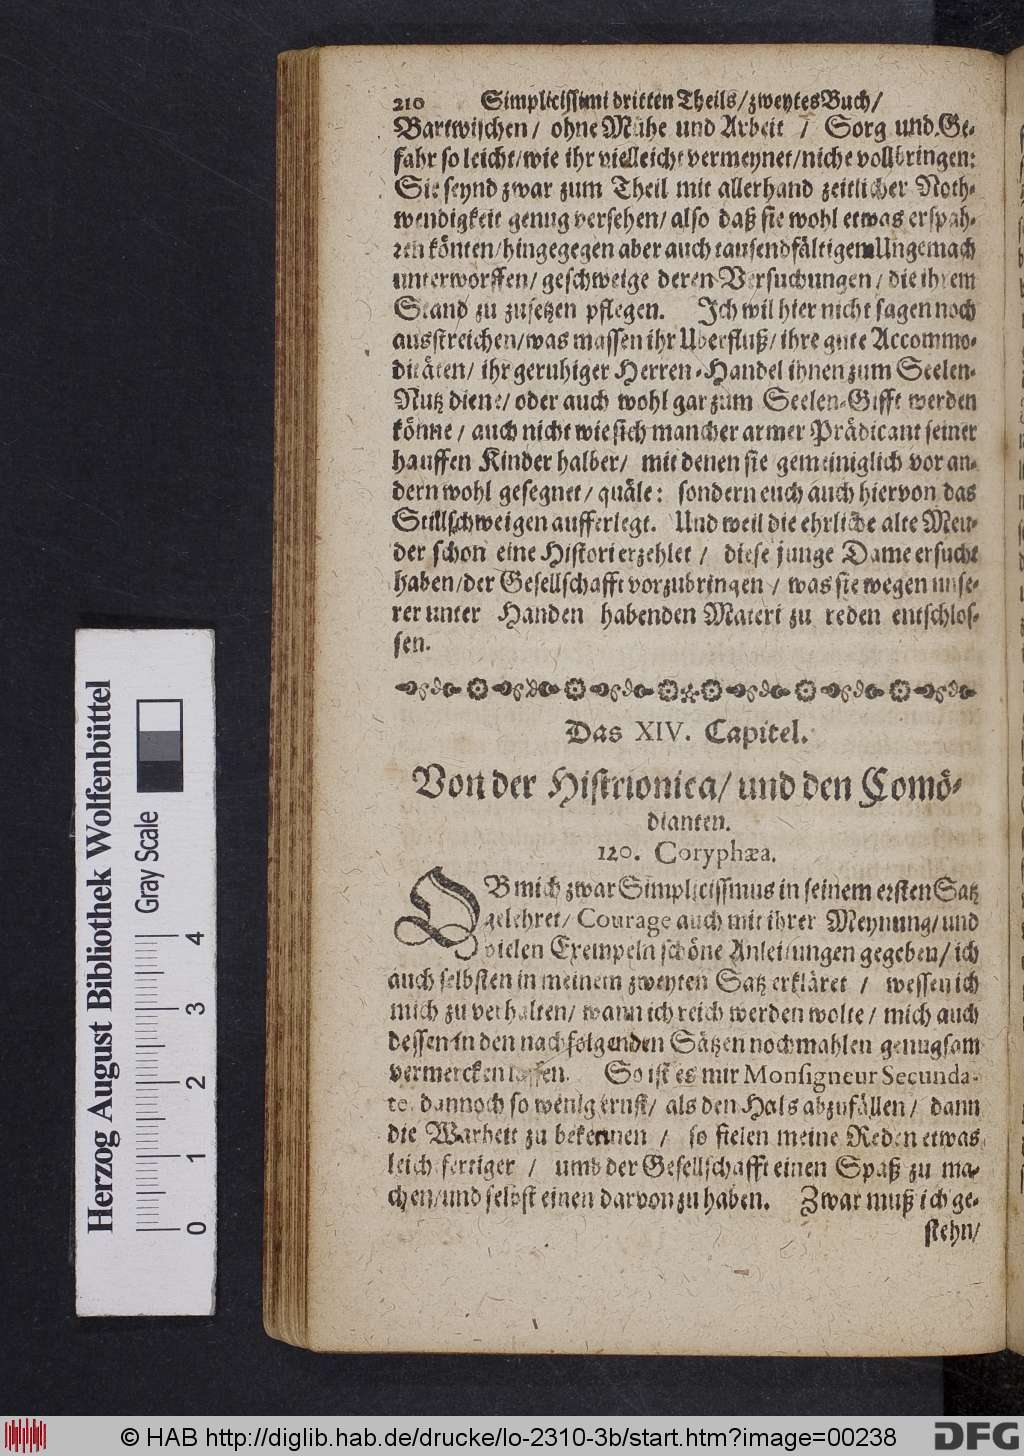 210 Simplicissimi dritten Theils/ zweytes Buch/
Bartwischen/ ohne Mühe und Arbeit / Sorg und Ge-
fahr so leicht/ wie ihr vielleicht vermeynet/ nicht vollbringen:
Sie seynd zwar zum Theil mit allerhand zeitlicher Noth-
wendigkeit genug versehen/ also daß sie wohl etwas erspah-
ren könten/ hingegegen aber auch tausendfältigem Ungemach
unterworffen/ geschweige deren Versuchungen / die ihrem
Stand zu zusetzen pflegen. Ich wil hier nicht sagen noch
ausstreichen/ was massen ihr Uberfluß/ ihre gute Accommo-
ditäten/ ihr geruhiger Herren-Handel ihnen zum Seelen-
Nutz diene/ oder auch wohl gar zum Seelen-Gifft werden
könne / auch nicht wie sich mancher armer Prädicant seiner
hauffen Kinder halber/ mit denen sie gemeiniglich vor an-
dern wohl gesegnet/ quäle: sondern euch auch hiervon das
Stillschweigen aufferlegt. Und weil die ehrliche alte Meu-
der schon eine Histori erzehlet / diese junge Dame ersucht
haben/ der Gesellschafft vorzubringen / was sie wegen unse-
rer unter Handen habenden Materi zu reden entschlos-
sen.
Das XIV. Capitel.
Von der Histrionica/ und den Comö-
dianten.
120. Coryphæa.
OB mich zwar Simplicissimus in seinem ersten Satz
gelehret/ Courage auch mit ihrer Meynung/ und
vielen Exempeln schöne Anleitungen gegeben/ ich
auch selbsten in meinem zweyten Satz erkläret / wessen ich
mich zu verhalten/ wann ich reich werden wolte / mich auch
dessen in den nachfolgenden Sätzen nochmahlen genugsam
vermercken lassen. So ist es mir Monsigneur Secunda-
to dannoch so wenig ernst/ als den Hals abzufällen / dann
die Warheit zu bekennen / so fielen meine Reden etwas
leichtfertiger / umb der Gesellschafft einen Spaß zu ma-
chen/ und selbst einen darvon zu haben. Zwar muß ich ge-
stehn/
Herzog August Bibliothek Wolfenbüttel
Gray Scale
0 1 2 3 4
© HAB http://diglib.hab.de/drucke/lo-2310-3b/start.htm?image=00238
DFG